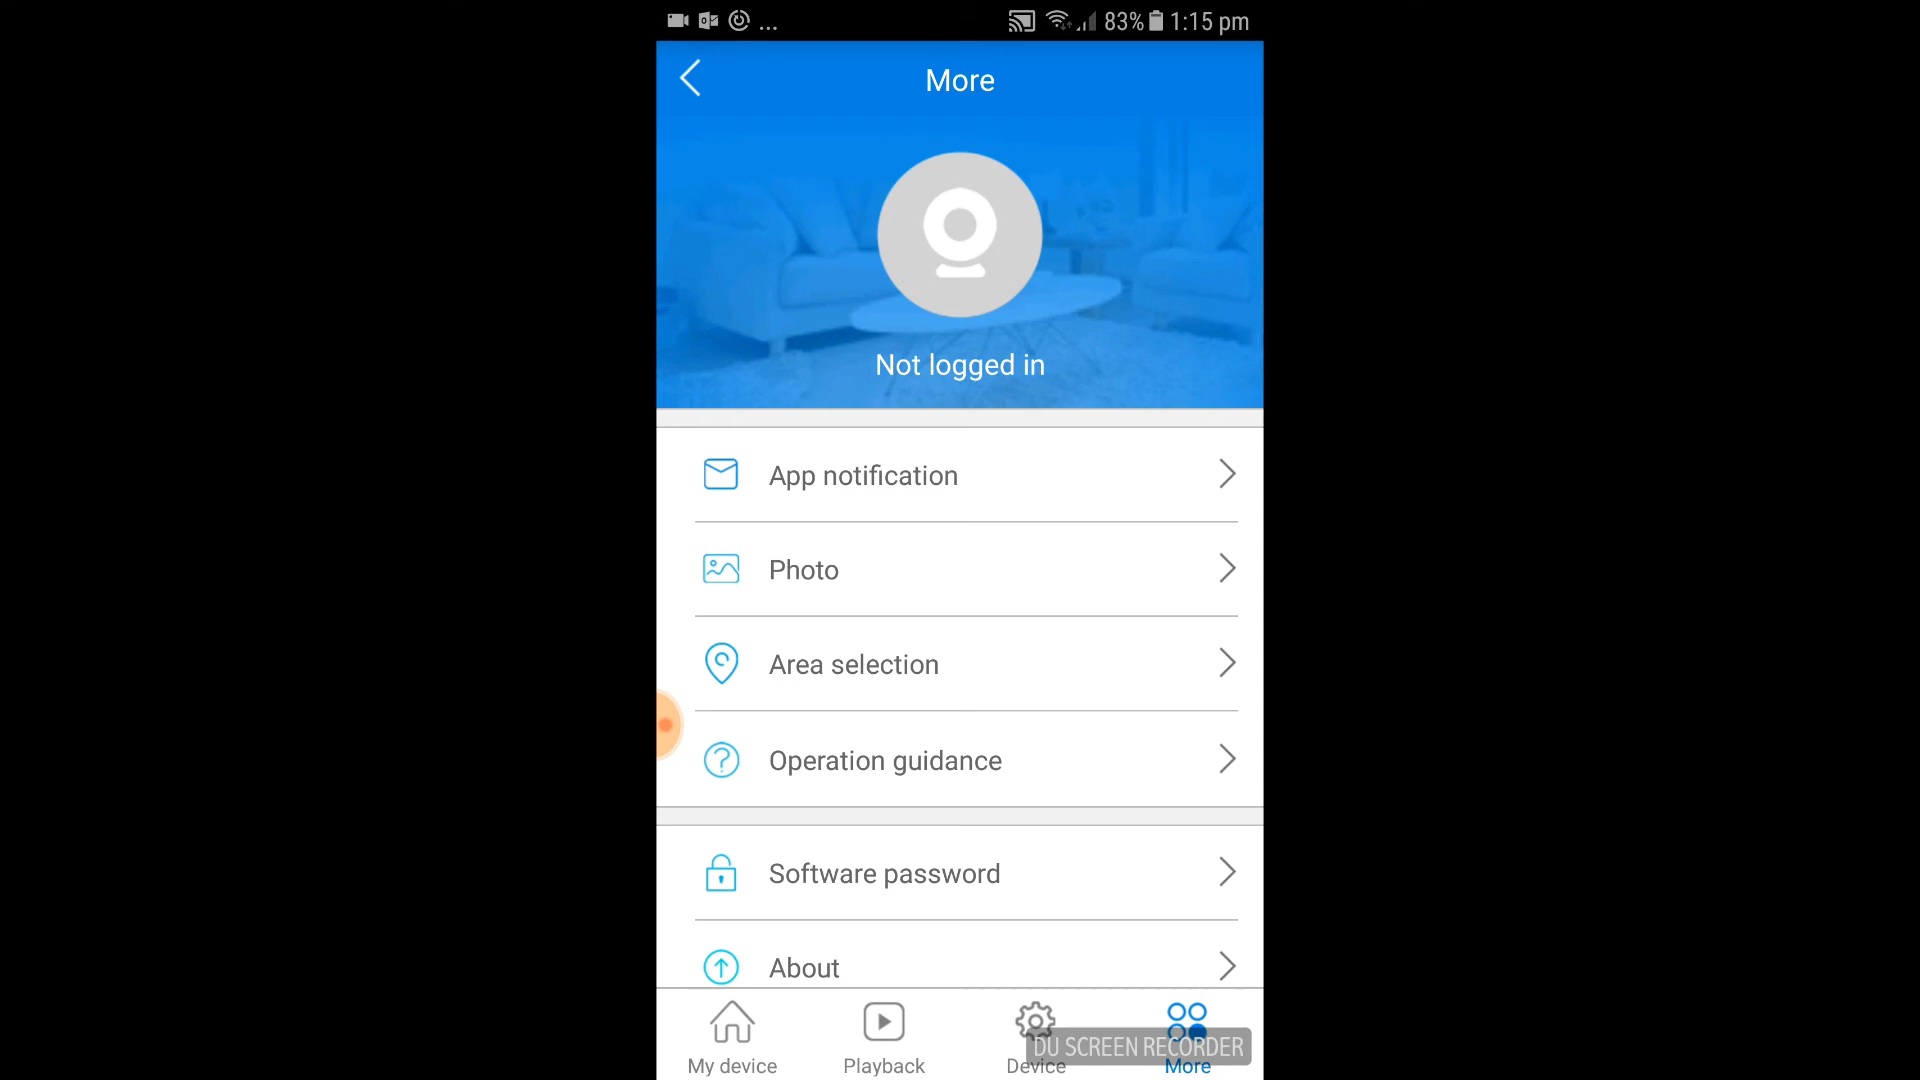 ... 83% 1:15 pm
More
Not logged in
App notification
Photo
Area selection
Operation guidance
Software password
About
DU SCREEN RECORDER
My device Playback Device More